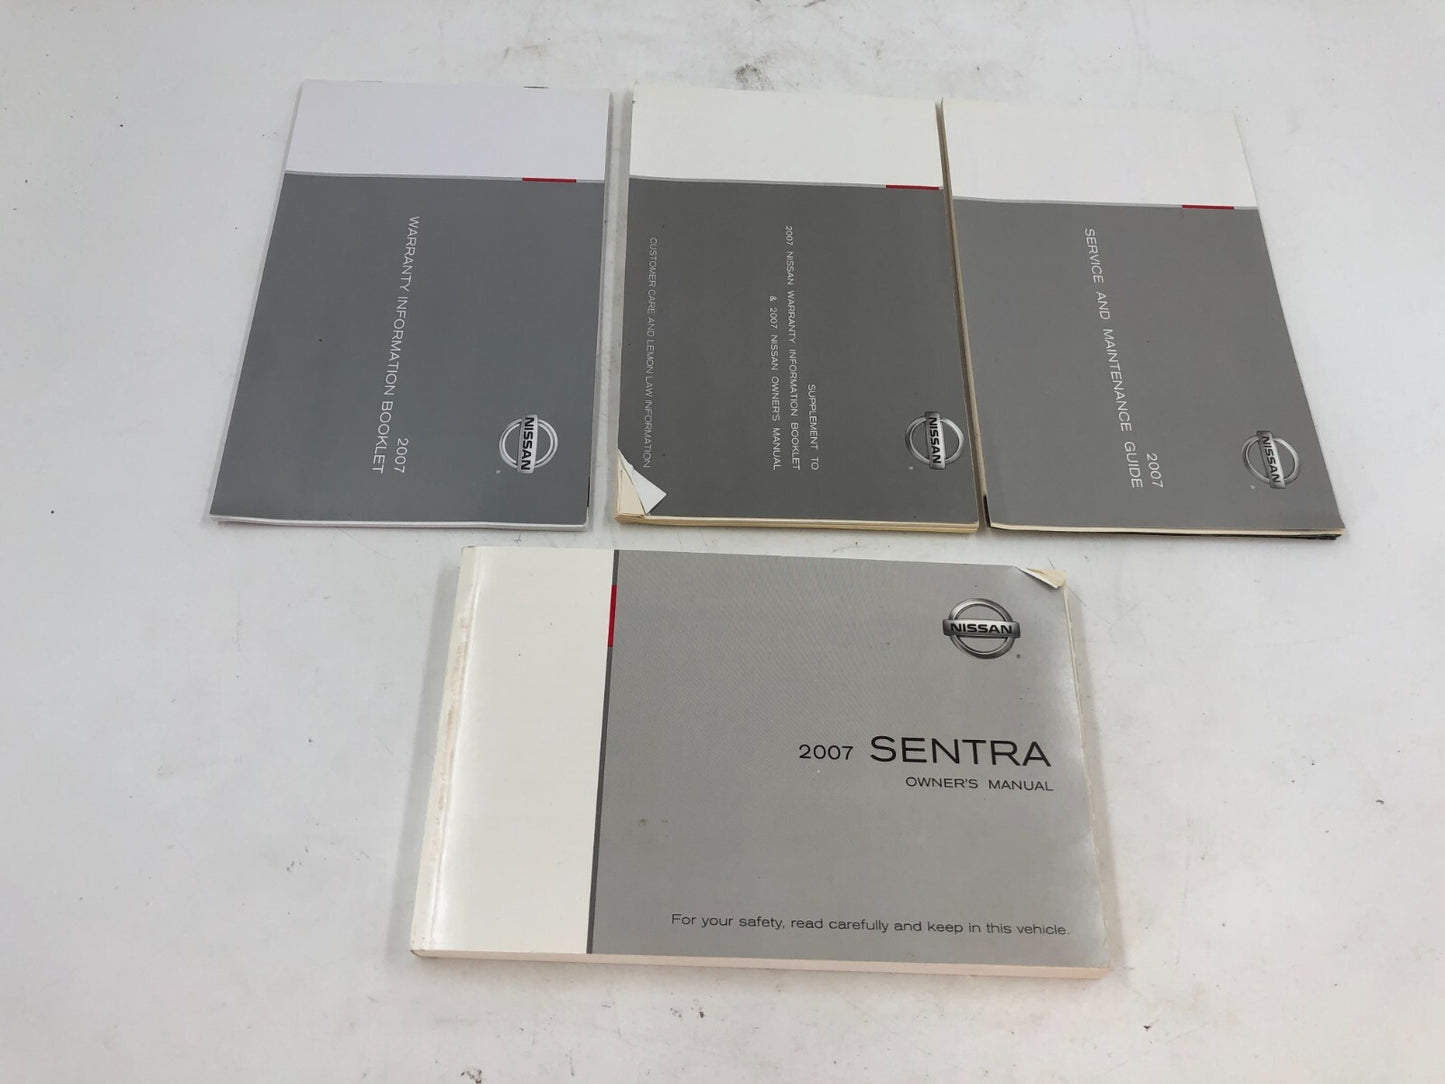 2007
WARRANTY INFORMATION BOOKLET
NISSAN
SUPPLEMENT TO
2007 NISSAN WARRANTY INFORMATION BOOKLET
& 2007 NISSAN OWNER'S MANUAL
CUSTOMER CARE AND LEMON LAW INFORMATION
NISSAN
2007
SERVICE AND MAINTENANCE GUIDE
NISSAN
NISSAN
2007 SENTRA
OWNER'S MANUAL
For your safety, read carefully and keep in this vehicle.